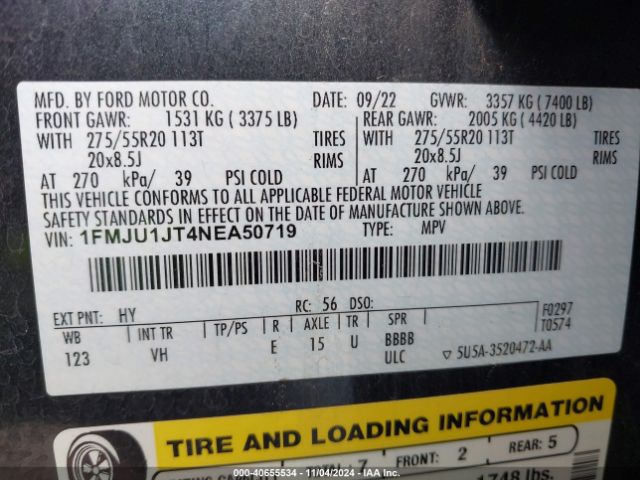 MFD. BY FORD MOTOR CO. DATE: 09/22 GVWR: 3357 KG ( 7400 LB)
FRONT GAWR: 1531 KG ( 3375 LB) REAR GAWR: 2005 KG ( 4420 LB)
WITH 275/55R20 113T TIRES WITH 275/55R20 113T TIRES
20x8.5J RIMS 20x8.5J RIMS
AT 270 kPa/ 39 PSI COLD AT 270 kPa/ 39 PSI COLD
THIS VEHICLE CONFORMS TO ALL APPLICABLE FEDERAL MOTOR VEHICLE
SAFETY STANDARDS IN EFFECT ON THE DATE OF MANUFACTURE SHOWN ABOVE.
VIN: 1FMJU1JT4NEA50719 TYPE: MPV
EXT PNT: HY RC: 56 DSO: F0297
WB INT TR TP/PS R AXLE TR SPR T0574
123 VH E 15 U BBBB
ULC ▽ 5U5A-3520472-AA
TIRE AND LOADING INFORMATION
7 FRONT: 2 REAR: 5
1748 lbs.
000-40655534 - 11/04/2024 - IAA Inc.